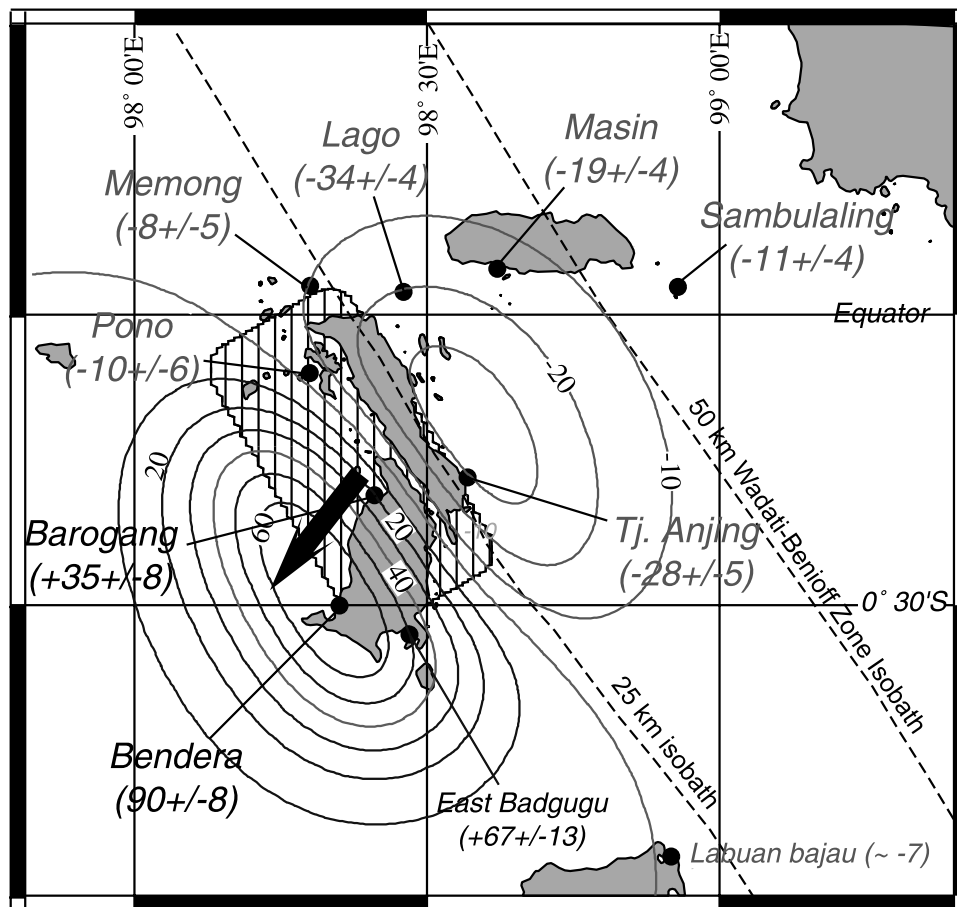 98° 00'E
98° 30'E
99° 00'E
Lago
(-34+/-4)
Masin
(-19+/-4)
Memong
(-8+/-5)
Sambulaling
(-11+/-4)
Equator
Pono
(-10+/-6)
-20
50 km Wadati-Benioff Zone Isobath
20
-10
60
Barogang
(+35+/-8)
20
-10
Tj. Anjing
(-28+/-5)
40
0° 30'S
25 km isobath
Bendera
(90+/-8)
East Badgugu
(+67+/-13)
Labuan bajau (~ -7)